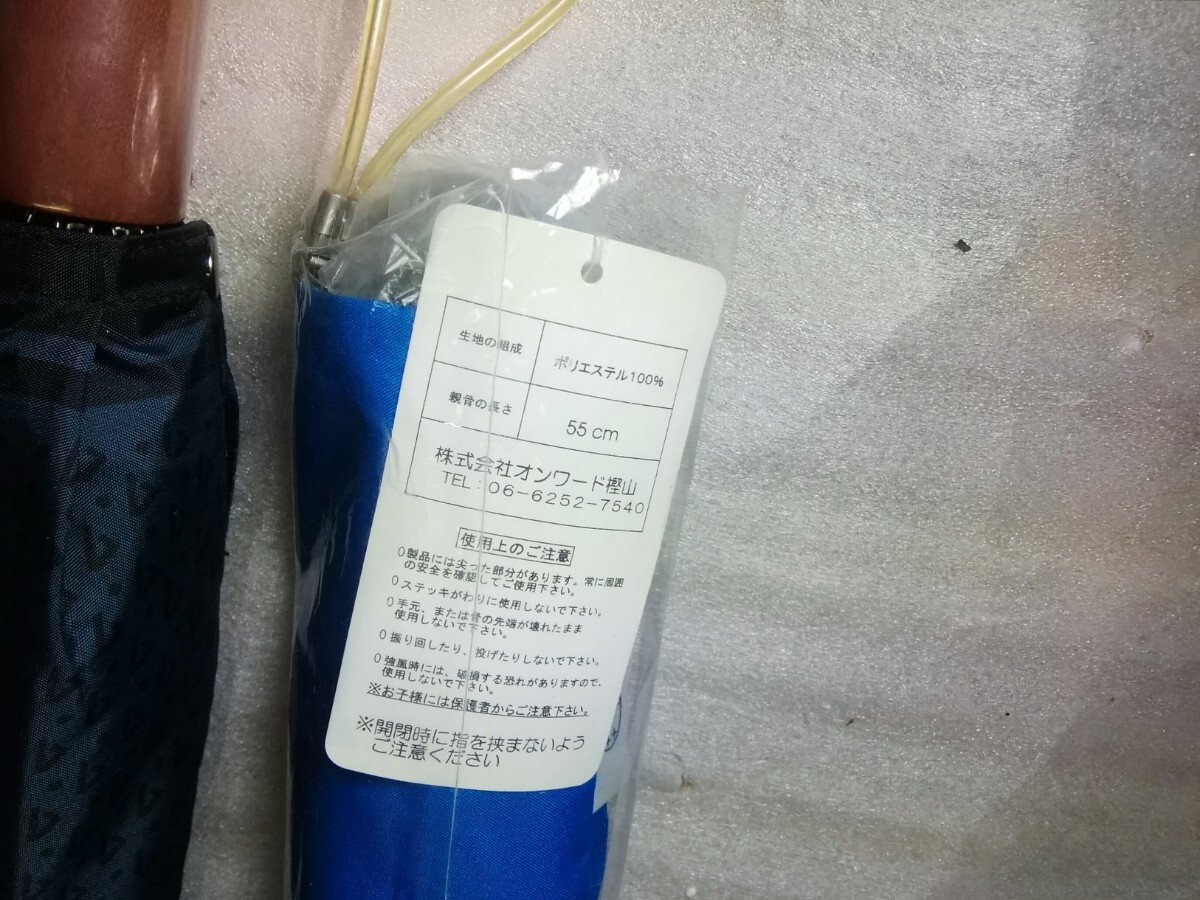 生地の組成 ポリエステル100%
親骨の長さ 55cm
株式会社オンワード樫山
TEL:06-6252-7540
使用上のご注意
○製品には尖った部分があります。常に周囲
の安全を確認してご使用下さい。
○ステッキがわりに使用しないで下さい。
○手元、または骨の先端が壊れたまま
使用しないで下さい。
○振り回したり、投げたりしないで下さい。
○強風時には、破損する恐れがありますので、
使用しないで下さい。
※お子様には保護者からご注意下さい。
※開閉時に指を挟まないよう
ご注意ください